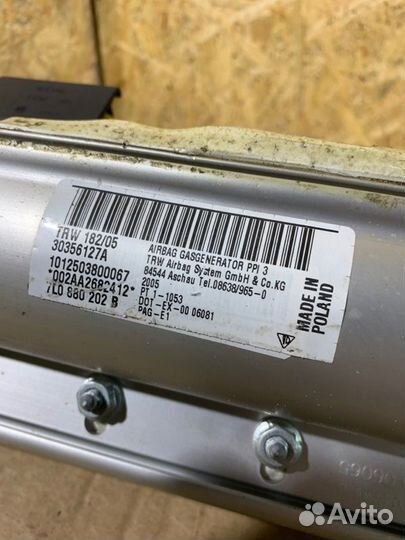 TRW 182/05
30356127A
1012503800067
*002AA2682412*
7L0 880 202 B
AIRBAG GASGENERATOR PPI 3
TRW Airbag System GmbH & Co.KG
84544 Aschau Tel.08638/965-0
2005
PT 1-1053
DOT-EX-00 06081
PAG-E1
MADE IN
POLAND
Avito